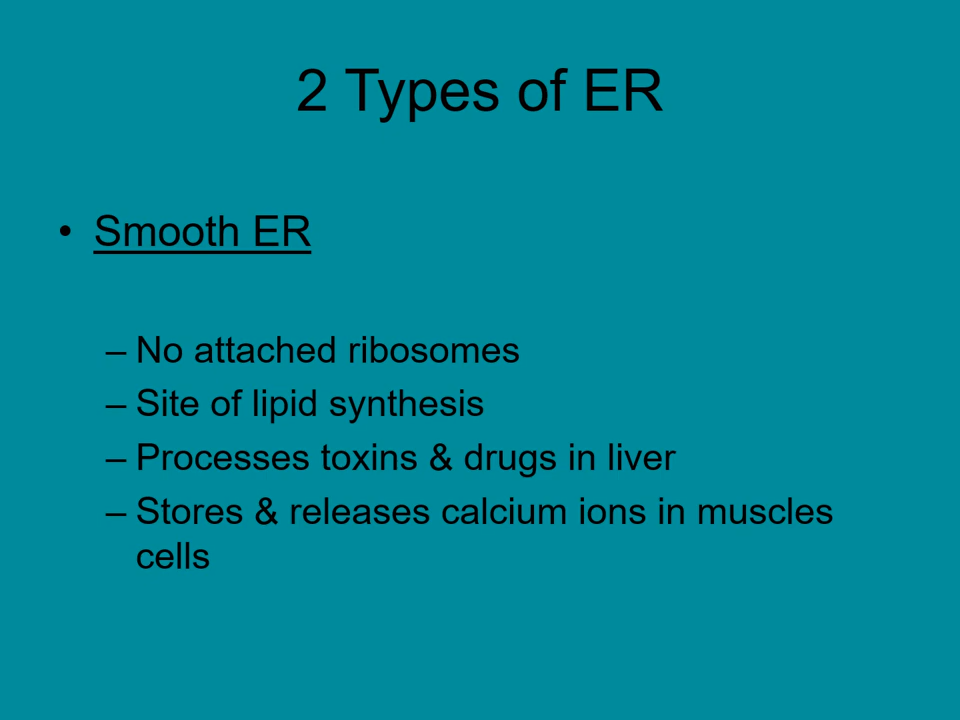 2 Types of ER
• Smooth ER
–No attached ribosomes
–Site of lipid synthesis
–Processes toxins & drugs in liver
–Stores & releases calcium ions in muscles
cells